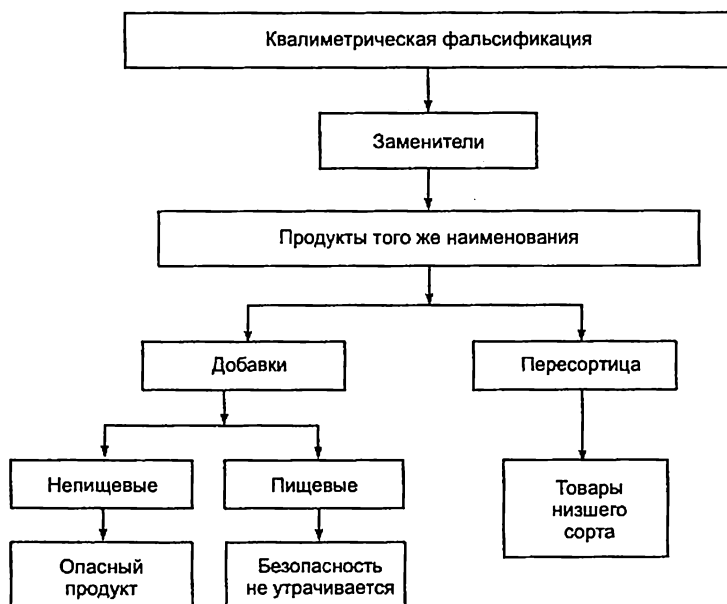 Квалиметрическая фальсификация
Заменители
Продукты того же наименования
Добавки
Пересортица
Непищевые
Пищевые
Товары
низшего
сорта
Опасный
продукт
Безопасность
не утрачивается